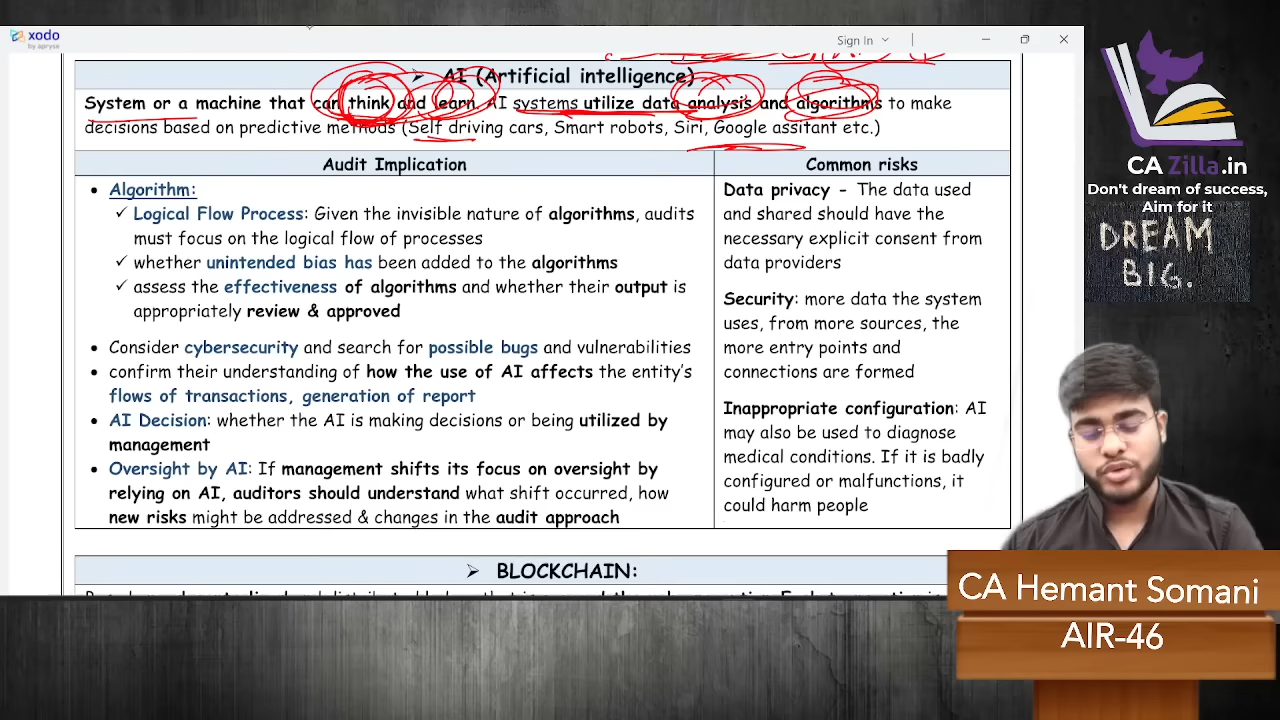 xodo
by apryse
Sign In
➢ AI (Artificial intelligence)
System or a machine that can think and learn. AI systems utilize data analysis and algorithms to make
decisions based on predictive methods (Self driving cars, Smart robots, Siri, Google assitant etc.)
Audit Implication
• Algorithm:
✓ Logical Flow Process: Given the invisible nature of algorithms, audits
must focus on the logical flow of processes
✓ whether unintended bias has been added to the algorithms
✓ assess the effectiveness of algorithms and whether their output is
appropriately review & approved
• Consider cybersecurity and search for possible bugs and vulnerabilities
• confirm their understanding of how the use of AI affects the entity's
flows of transactions, generation of report
• AI Decision: whether the AI is making decisions or being utilized by
management
• Oversight by AI: If management shifts its focus on oversight by
relying on AI, auditors should understand what shift occurred, how
new risks might be addressed & changes in the audit approach
Common risks
Data privacy - The data used
and shared should have the
necessary explicit consent from
data providers
Security: more data the system
uses, from more sources, the
more entry points and
connections are formed
Inappropriate configuration: AI
may also be used to diagnose
medical conditions. If it is badly
configured or malfunctions, it
could harm people
➢ BLOCKCHAIN:
CA Zilla.in
Don't dream of success,
Aim for it
DREAM
BIG.
CA Hemant Somani
AIR-46